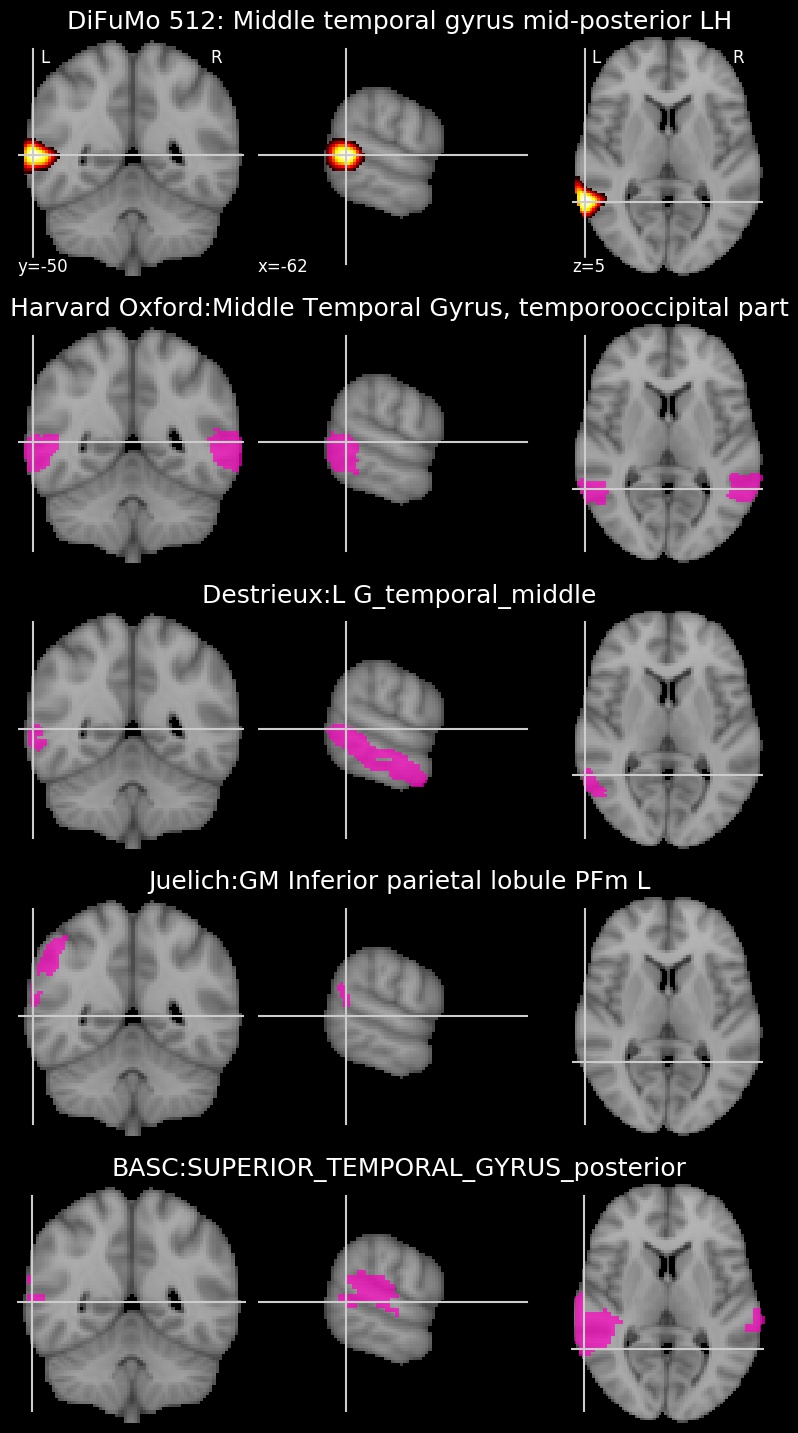 DiFuMo 512: Middle temporal gyrus mid-posterior LH
L R L R
y=-50 x=-62 z=5
Harvard Oxford:Middle Temporal Gyrus, temporooccipital part
Destrieux:L G_temporal_middle
Juelich:GM Inferior parietal lobule PFm L
BASC:SUPERIOR_TEMPORAL_GYRUS_posterior